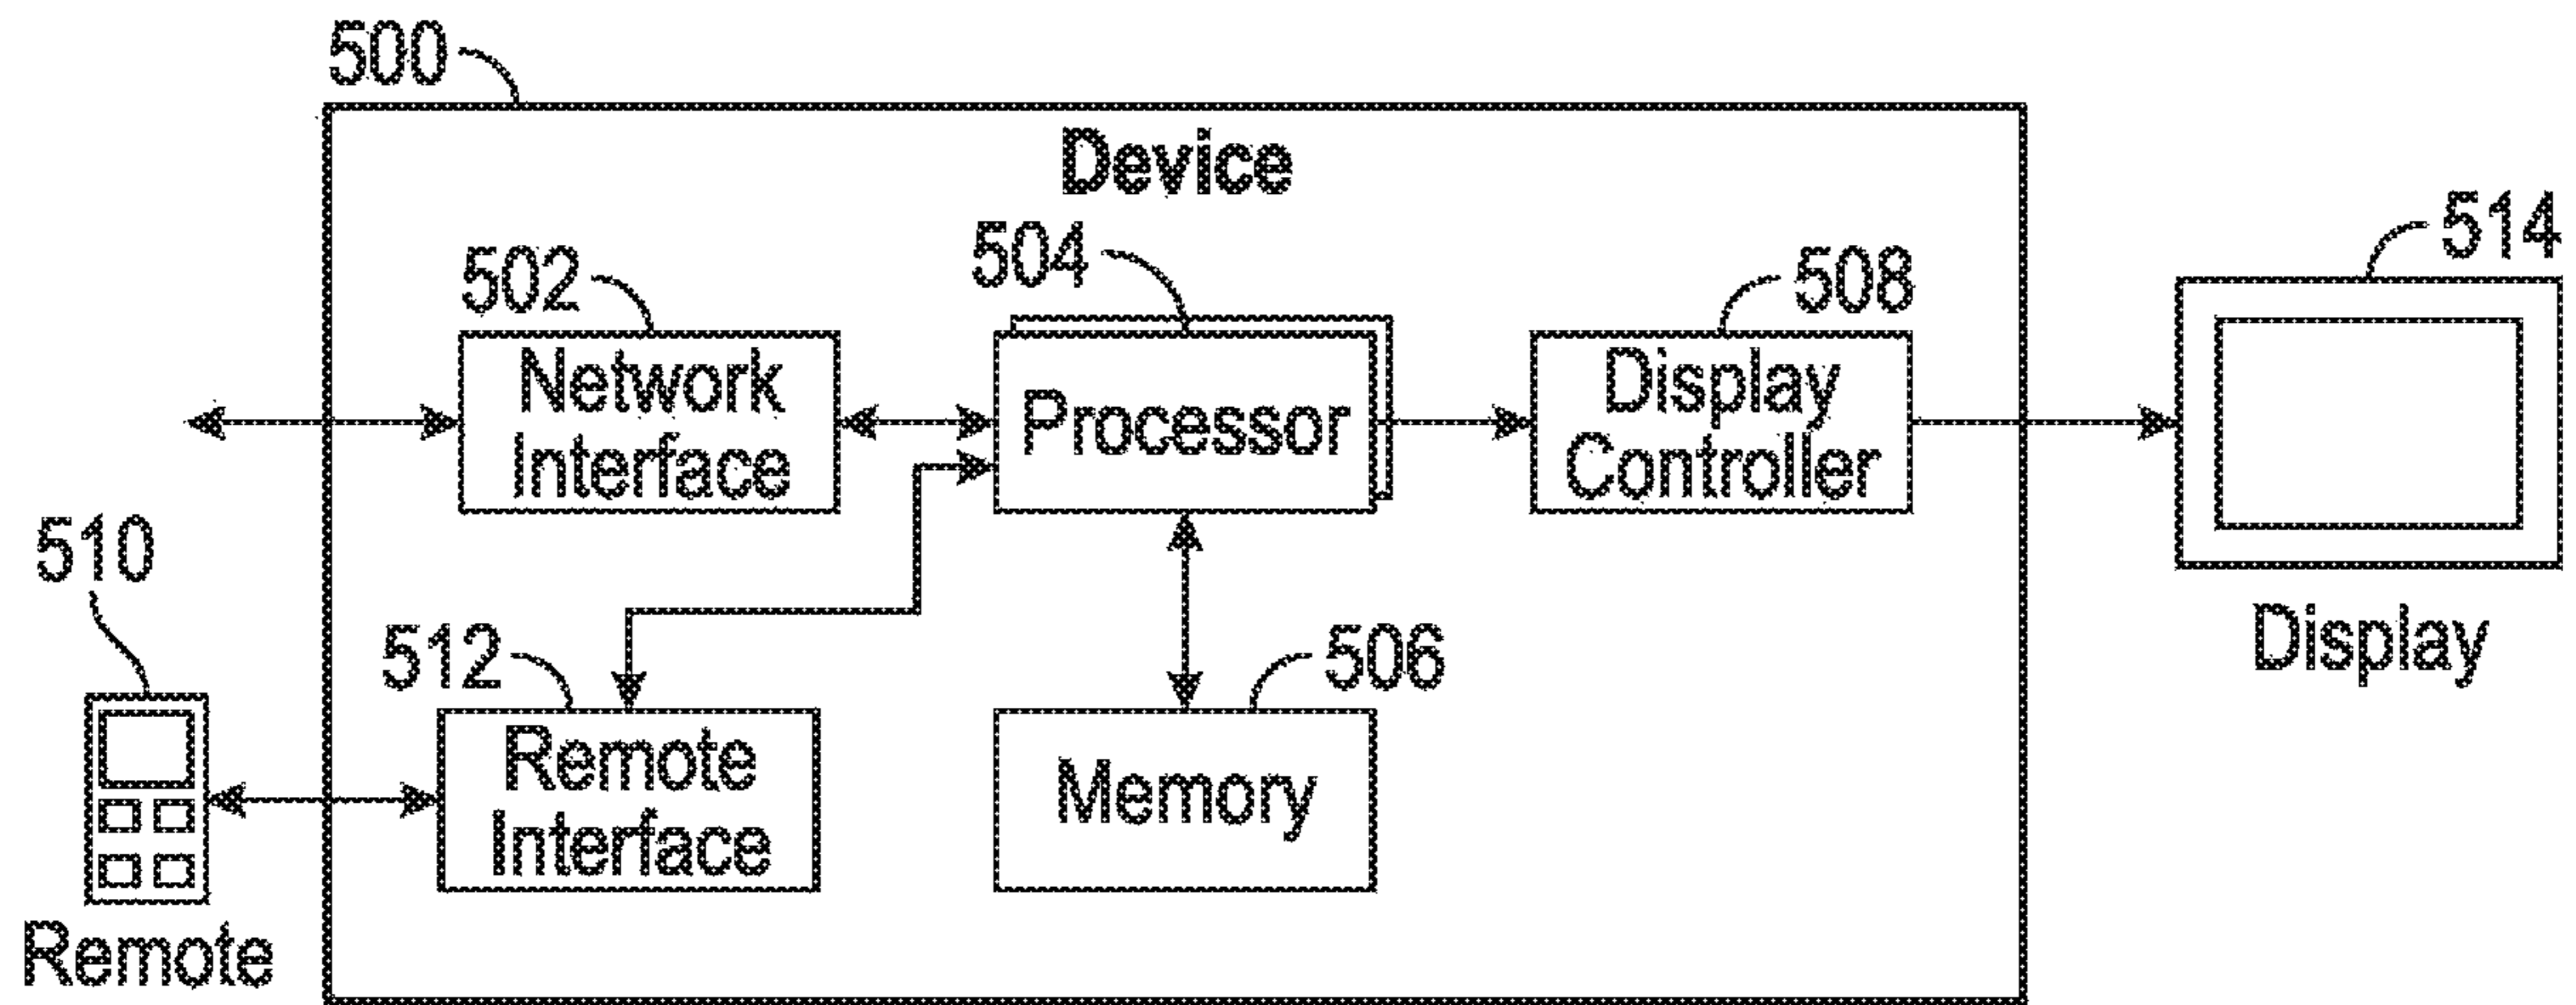 500
Device
514
504
502
508
Network
Interface
Processor
Display
Controller
510
512
506
Display
Remote
Interface
Memory
Remote